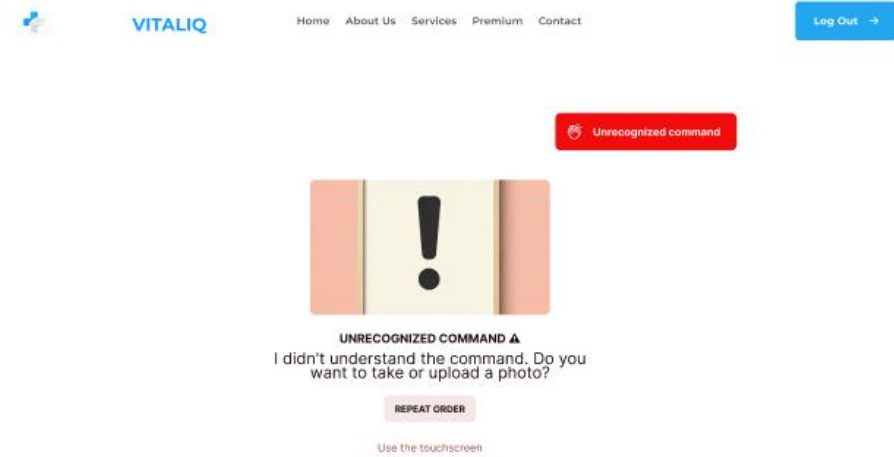 VITALIQ
Home About Us Services Premium Contact
Log Out →
Unrecognized command
!
UNRECOGNIZED COMMAND ⚠
I didn't understand the command. Do you
want to take or upload a photo?
REPEAT ORDER
Use the touchscreen